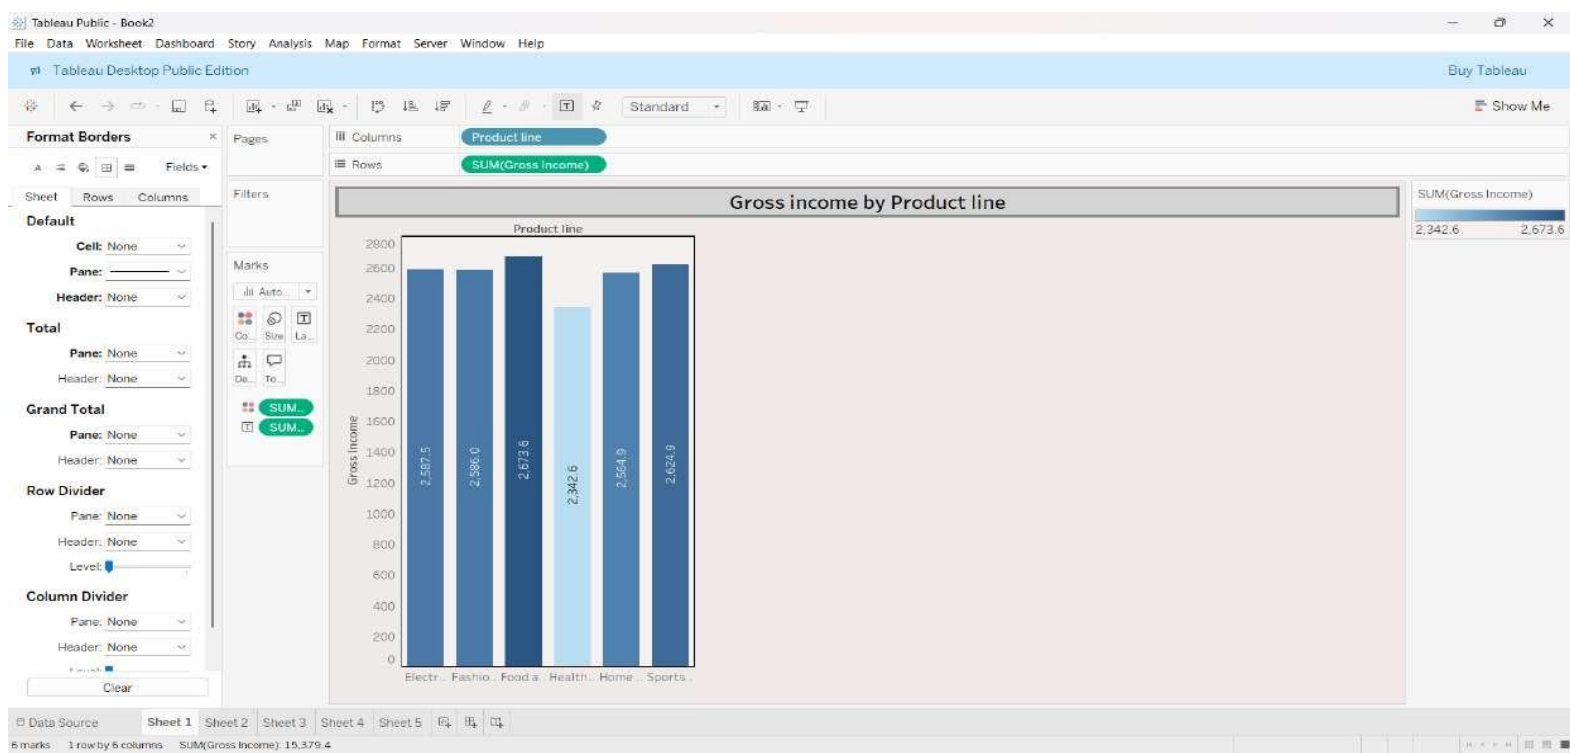 Tableau Public - Book2
File Data Worksheet Dashboard Story Analysis Map Format Server Window Help
Tableau Desktop Public Edition Buy Tableau
Standard Show Me
Format Borders
Fields
Sheet Rows Columns
Default
Cell: None
Pane:
Header: None
Total
Pane: None
Header: None
Grand Total
Pane: None
Header: None
Row Divider
Pane: None
Header: None
Level:
Column Divider
Pane: None
Header: None
Clear
Pages
Filters
Marks
Auto...
Co... Size La...
De... To...
SUM..
SUM..
Columns Product line
Rows SUM(Gross Income)
Gross income by Product line
Product line
2800
2600
2400
2200
2000
1800
1600
1400
1200
1000
800
600
400
200
0
Gross Income
2,587.5 2,586.0 2,673.6 2,342.6 2,564.9 2,624.9
Electr.. Fashio.. Food a.. Health.. Home .. Sports..
SUM(Gross Income)
2,342.6 2,673.6
Data Source Sheet 1 Sheet 2 Sheet 3 Sheet 4 Sheet 5
6 marks 1 row by 6 columns SUM(Gross Income): 15,379.4